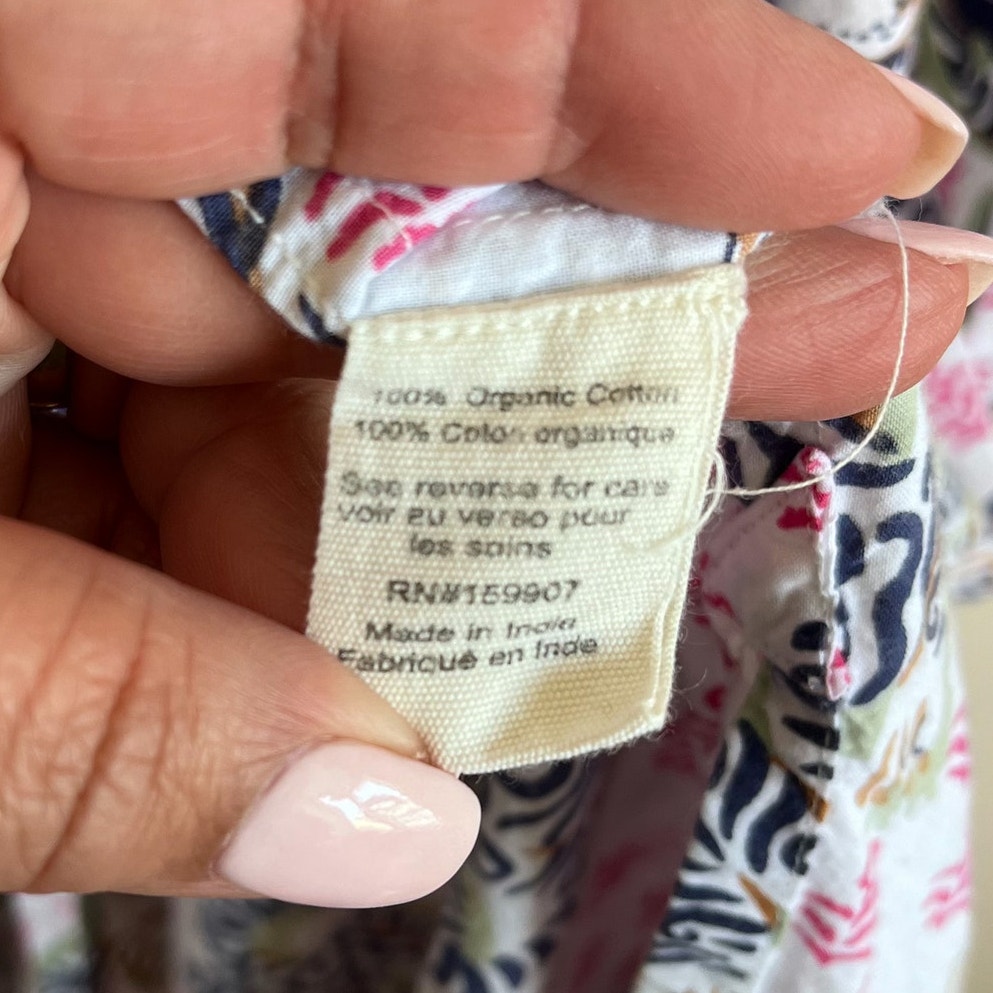 100% Organic Cotton
100% Coton organique
See reverse for care
Voir au verso pour
les soins
RN#159907
Made in India
Fabriqué en Inde